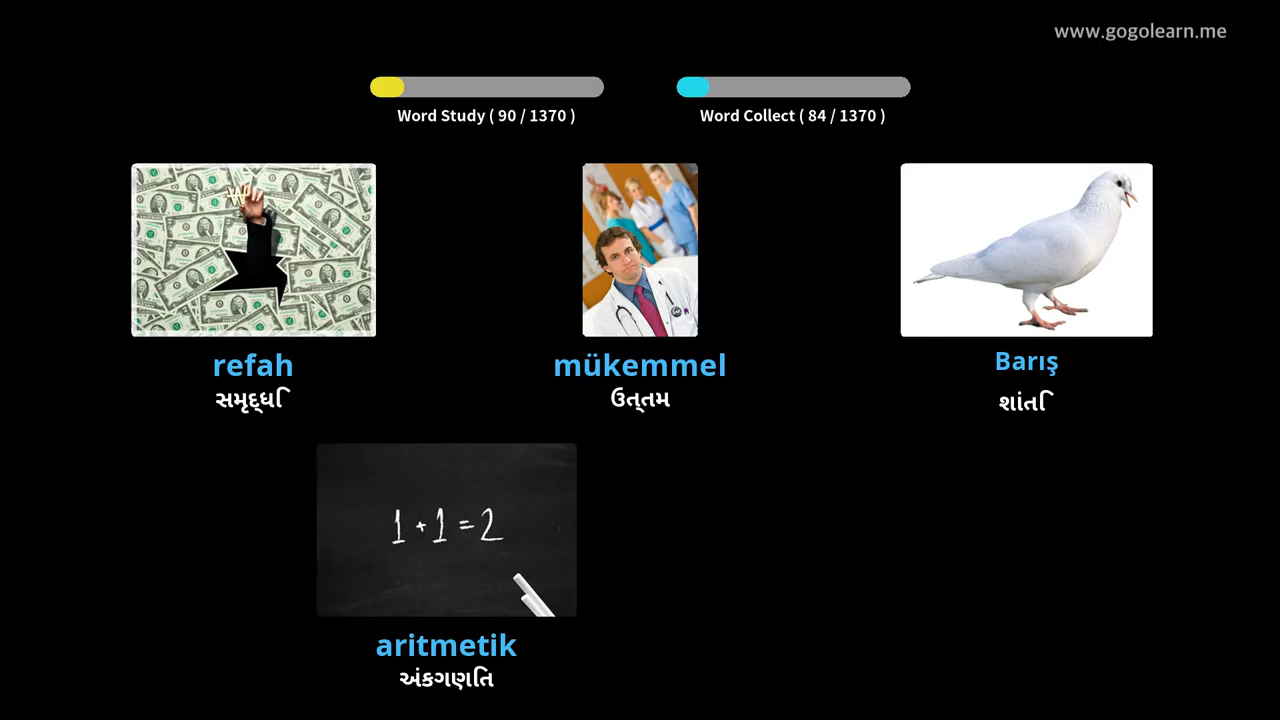 www.gogolearn.me
Word Study ( 90 / 1370 )
Word Collect ( 84 / 1370 )
refah
સમૃદ્ધિ
mükemmel
ઉત્તમ
Barış
શાંતિ
1 + 1 = 2
aritmetik
અંકગણિત